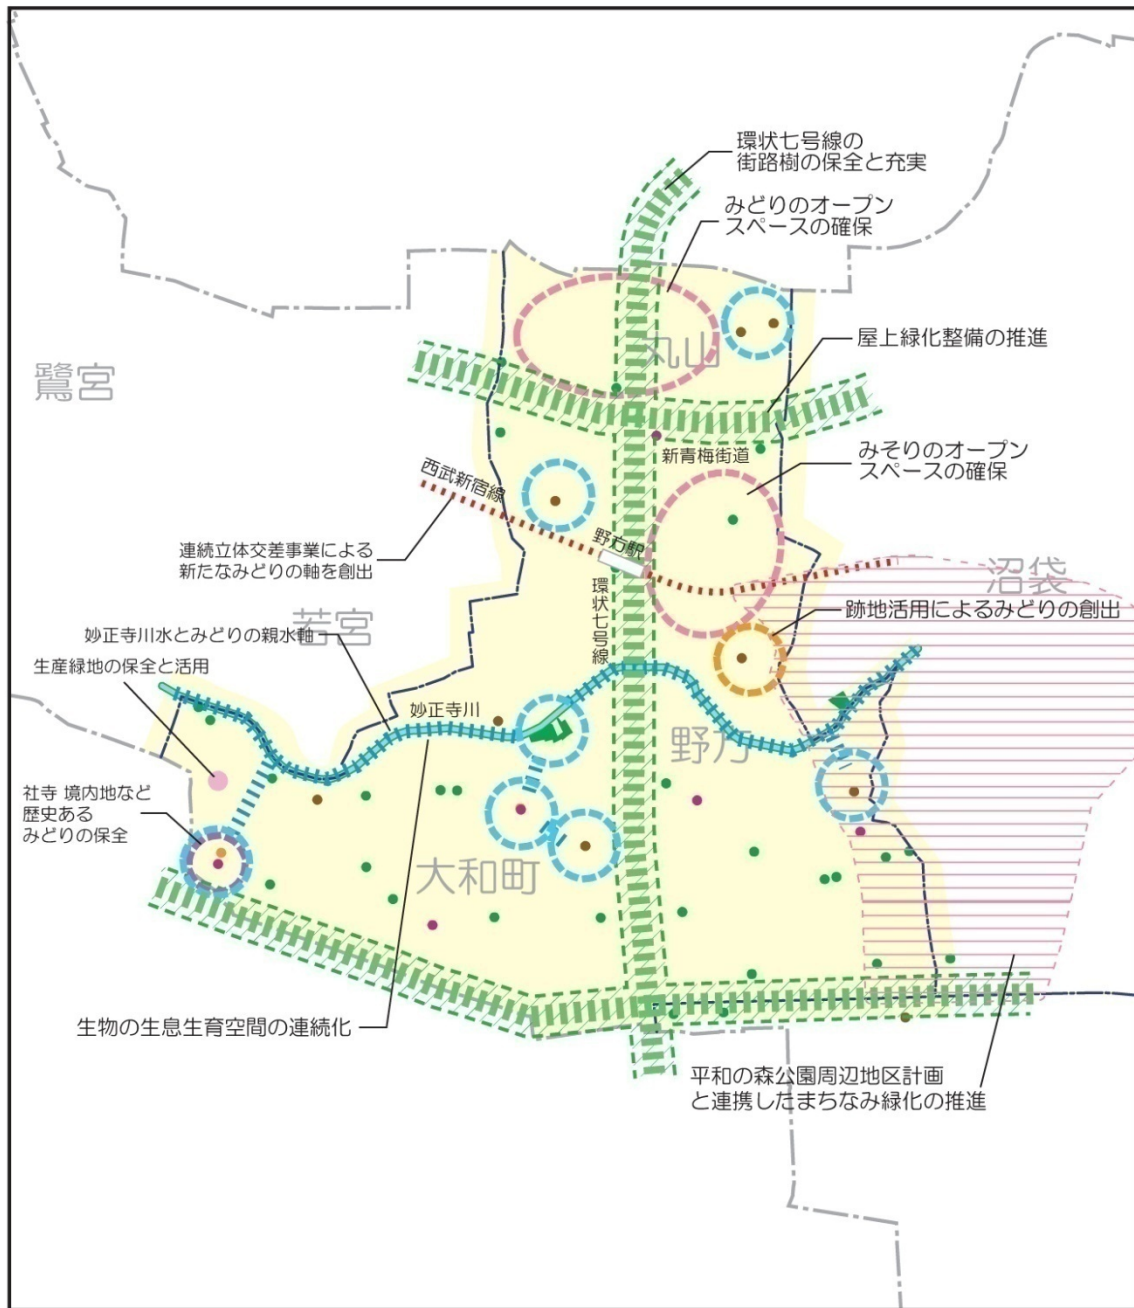 環状七号線の
街路樹の保全と充実
みどりのオープン
スペースの確保
丸山
屋上緑化整備の推進
鷺宮
新青梅街道
みそりのオープン
スペースの確保
西武新宿線
野方駅
連続立体交差事業による
新たなみどりの軸を創出
沼袋
環状七号線
跡地活用によるみどりの創出
若宮
妙正寺川水とみどりの親水軸
生産緑地の保全と活用
妙正寺川
野方
社寺 境内地など
歴史ある
みどりの保全
大和町
生物の生息生育空間の連続化
平和の森公園周辺地区計画
と連携したまちなみ緑化の推進